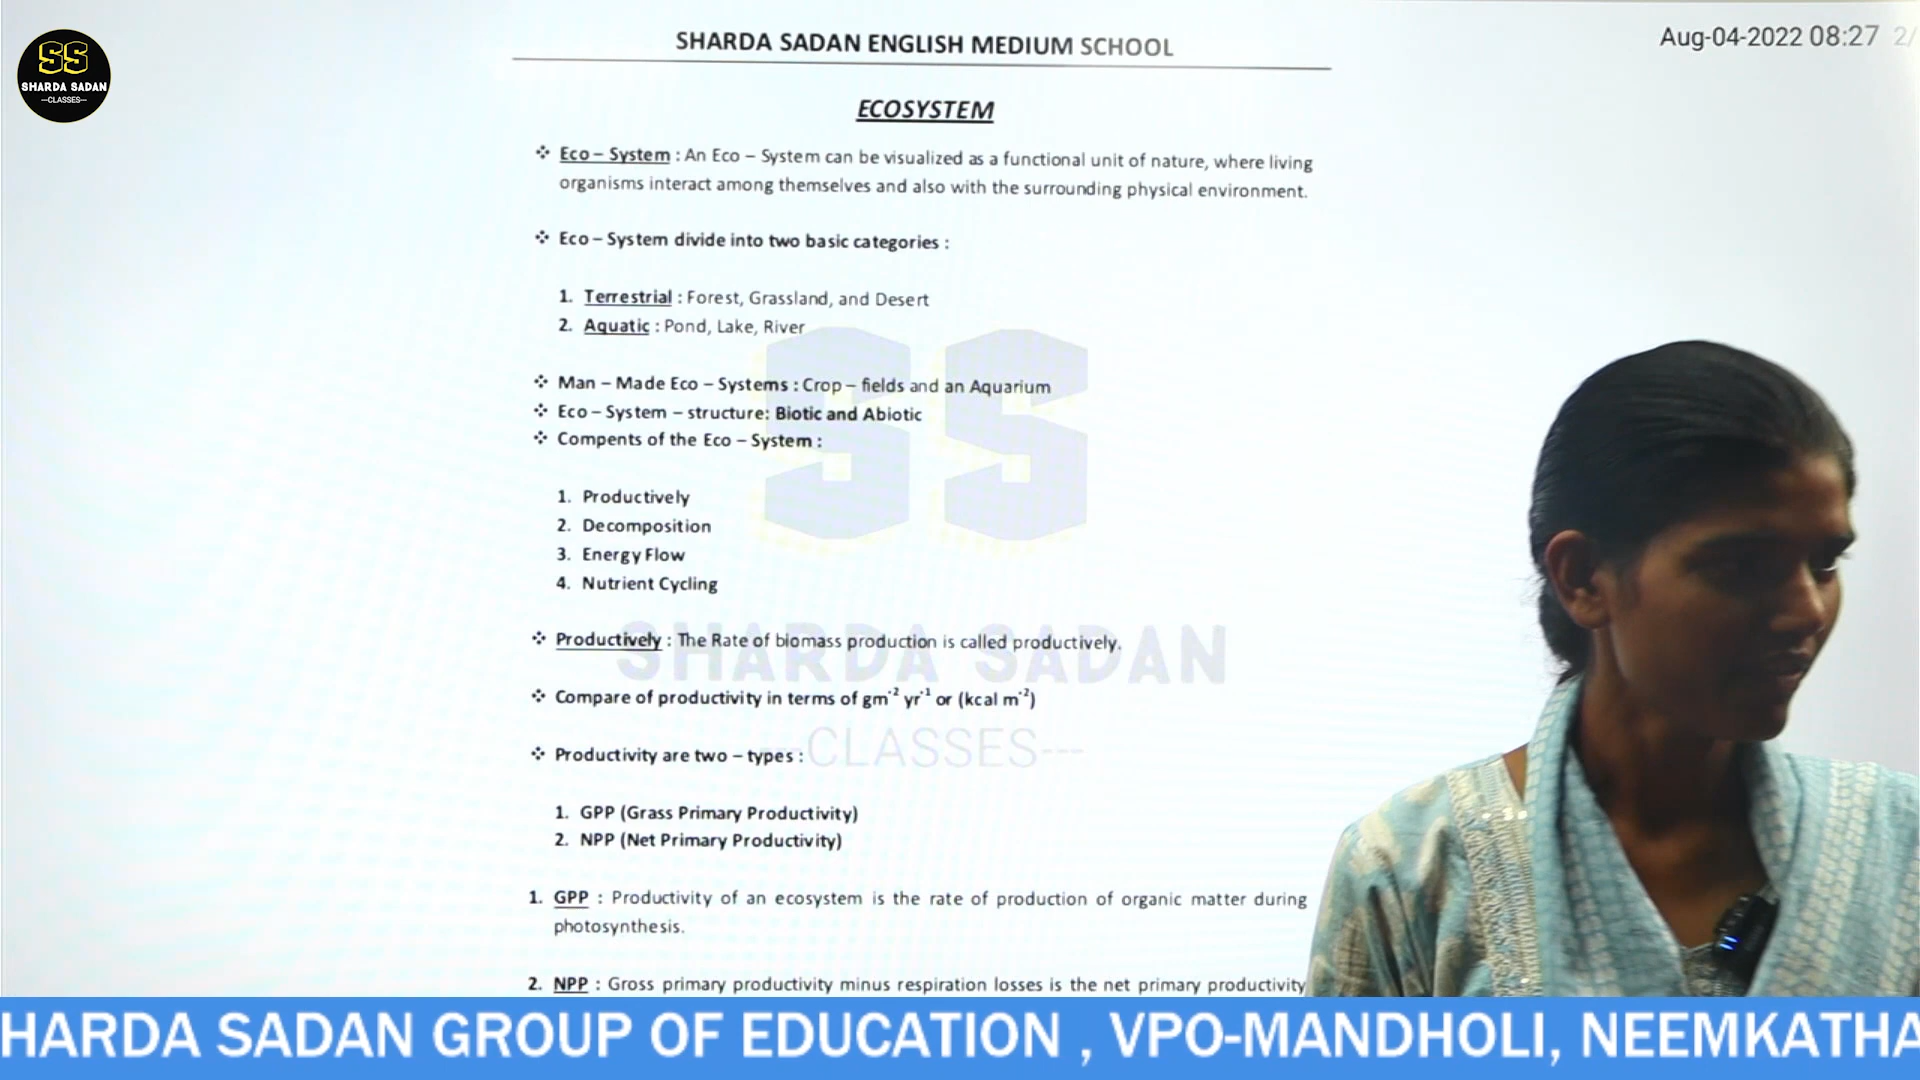 SS
SHARDA SADAN
—CLASSES—
SHARDA SADAN ENGLISH MEDIUM SCHOOL
Aug-04-2022 08:27 2/
ECOSYSTEM
❖ Eco – System : An Eco – System can be visualized as a functional unit of nature, where living
organisms interact among themselves and also with the surrounding physical environment.
❖ Eco – System divide into two basic categories :
1. Terrestrial : Forest, Grassland, and Desert
2. Aquatic : Pond, Lake, River
❖ Man – Made Eco – Systems : Crop – fields and an Aquarium
❖ Eco – System – structure: Biotic and Abiotic
❖ Compents of the Eco – System :
1. Productively
2. Decomposition
3. Energy Flow
4. Nutrient Cycling
❖ Productively : The Rate of biomass production is called productively.
❖ Compare of productivity in terms of gm⁻² yr⁻¹ or (kcal m⁻²)
❖ Productivity are two – types :
1. GPP (Grass Primary Productivity)
2. NPP (Net Primary Productivity)
1. GPP : Productivity of an ecosystem is the rate of production of organic matter during
photosynthesis.
2. NPP : Gross primary productivity minus respiration losses is the net primary productivity
SS
SHARDA SADAN
---CLASSES---
HARDA SADAN GROUP OF EDUCATION , VPO-MANDHOLI, NEEMKATHA